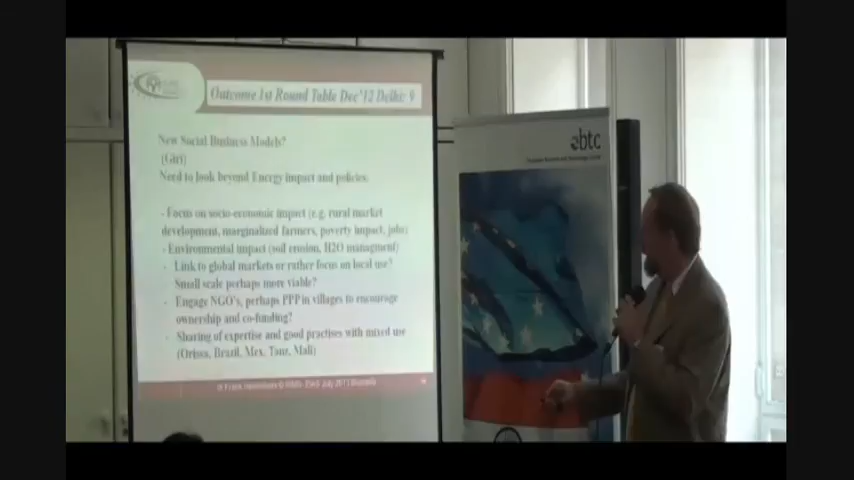 Outcome 1st Round Table Dec'12 Delhi: 9
New Social Business Models?
(Giri)
Need to look beyond Energy impact and policies.
- Focus on socio-economic impact (e.g. rural market
development, marginalized farmers, poverty impact, jobs)
- Environmental impact (soil erosion, H2O managment)
- Link to global markets or rather focus on local use?
Small scale perhaps more viable?
- Engage NGO's, perhaps PPP in villages to encourage
ownership and co-funding?
- Sharing of expertise and good practises with mixed use
(Orissa, Brazil, Mex, Tanz, Mali)
ebtc